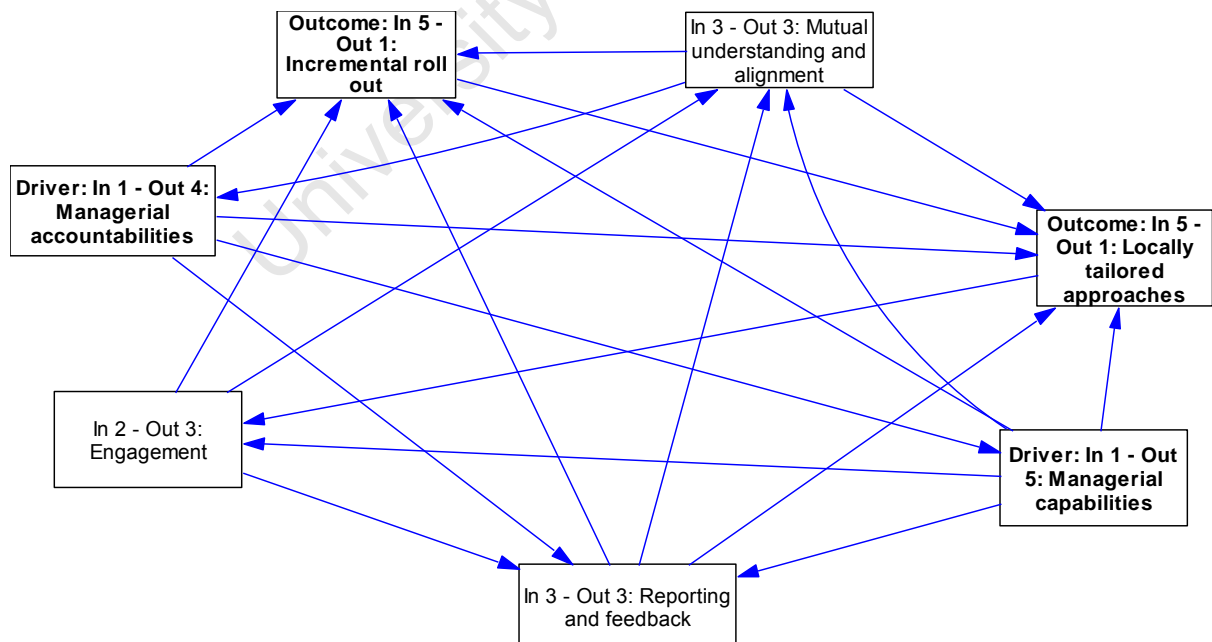 Outcome: In 5 -
Out 1:
Incremental roll
out
In 3 - Out 3: Mutual
understanding and
alignment
University
Driver: In 1 - Out 4:
Managerial
accountabilities
Outcome: In 5 -
Out 1: Locally
tailored
approaches
In 2 - Out 3:
Engagement
Driver: In 1 - Out
5: Managerial
capabilities
In 3 - Out 3: Reporting
and feedback